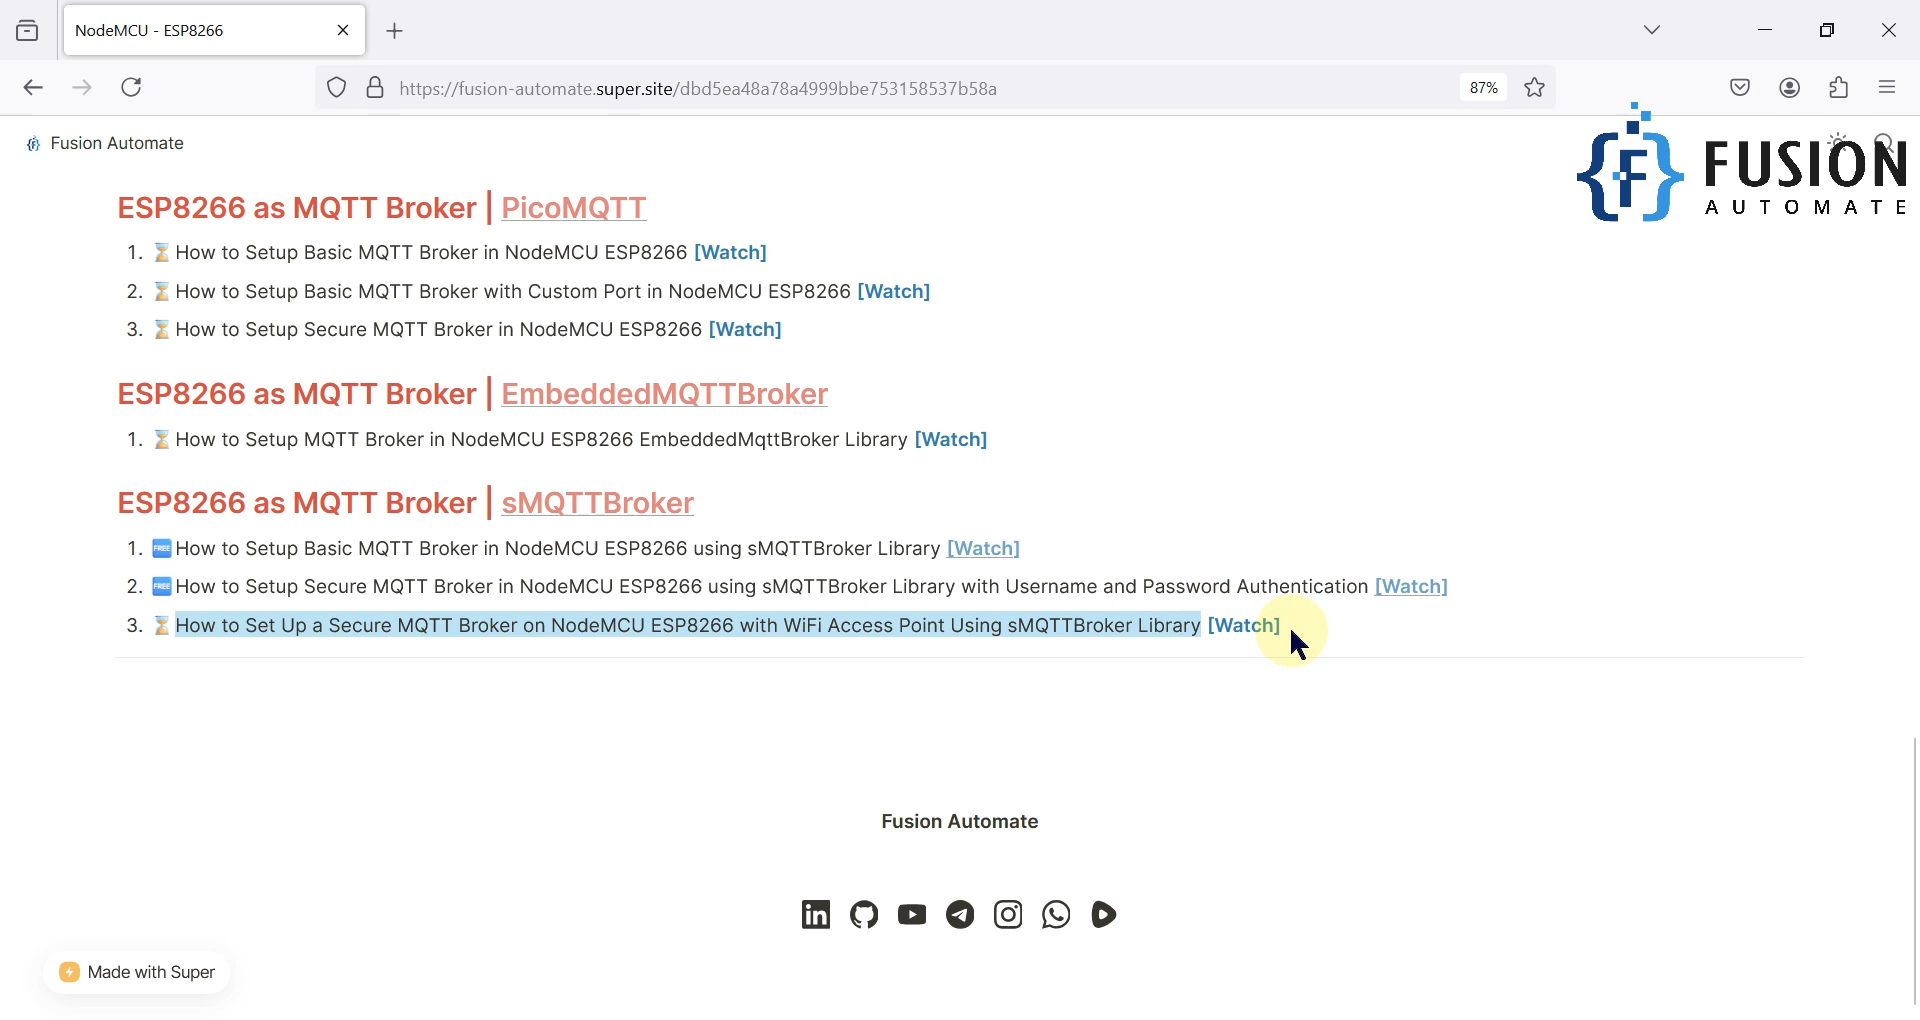 NodeMCU - ESP8266
https://fusion-automate.super.site/dbd5ea48a78a4999bbe753158537b58a
87%
Fusion Automate
{F} FUSION
AUTOMATE
ESP8266 as MQTT Broker | PicoMQTT
1. ⌛How to Setup Basic MQTT Broker in NodeMCU ESP8266 [Watch]
2. ⌛How to Setup Basic MQTT Broker with Custom Port in NodeMCU ESP8266 [Watch]
3. ⌛How to Setup Secure MQTT Broker in NodeMCU ESP8266 [Watch]
ESP8266 as MQTT Broker | EmbeddedMQTTBroker
1. ⌛How to Setup MQTT Broker in NodeMCU ESP8266 EmbeddedMqttBroker Library [Watch]
ESP8266 as MQTT Broker | sMQTTBroker
1. 🆓How to Setup Basic MQTT Broker in NodeMCU ESP8266 using sMQTTBroker Library [Watch]
2. 🆓How to Setup Secure MQTT Broker in NodeMCU ESP8266 using sMQTTBroker Library with Username and Password Authentication [Watch]
3. ⌛How to Set Up a Secure MQTT Broker on NodeMCU ESP8266 with WiFi Access Point Using sMQTTBroker Library [Watch]
Fusion Automate
Made with Super